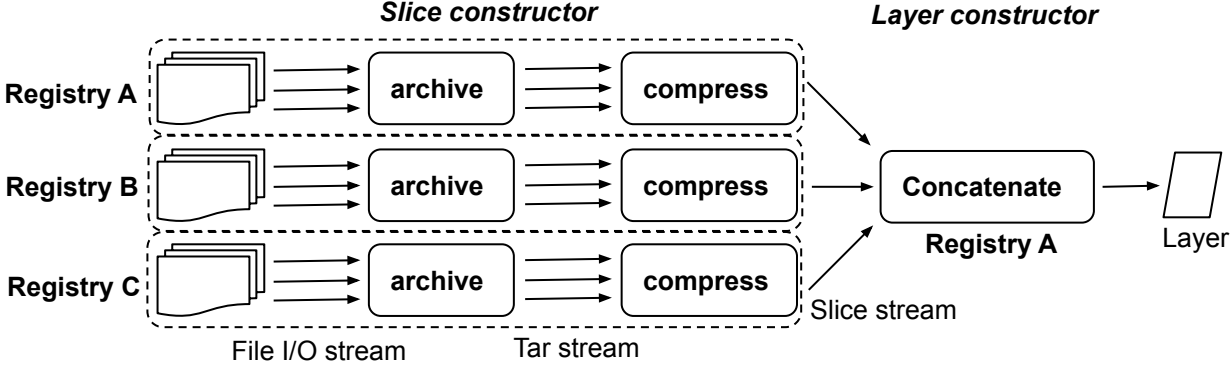 Slice constructor
Layer constructor
Registry A
archive
compress
Registry B
archive
compress
Concatenate
Registry A
Layer
Registry C
archive
compress
Slice stream
File I/O stream
Tar stream